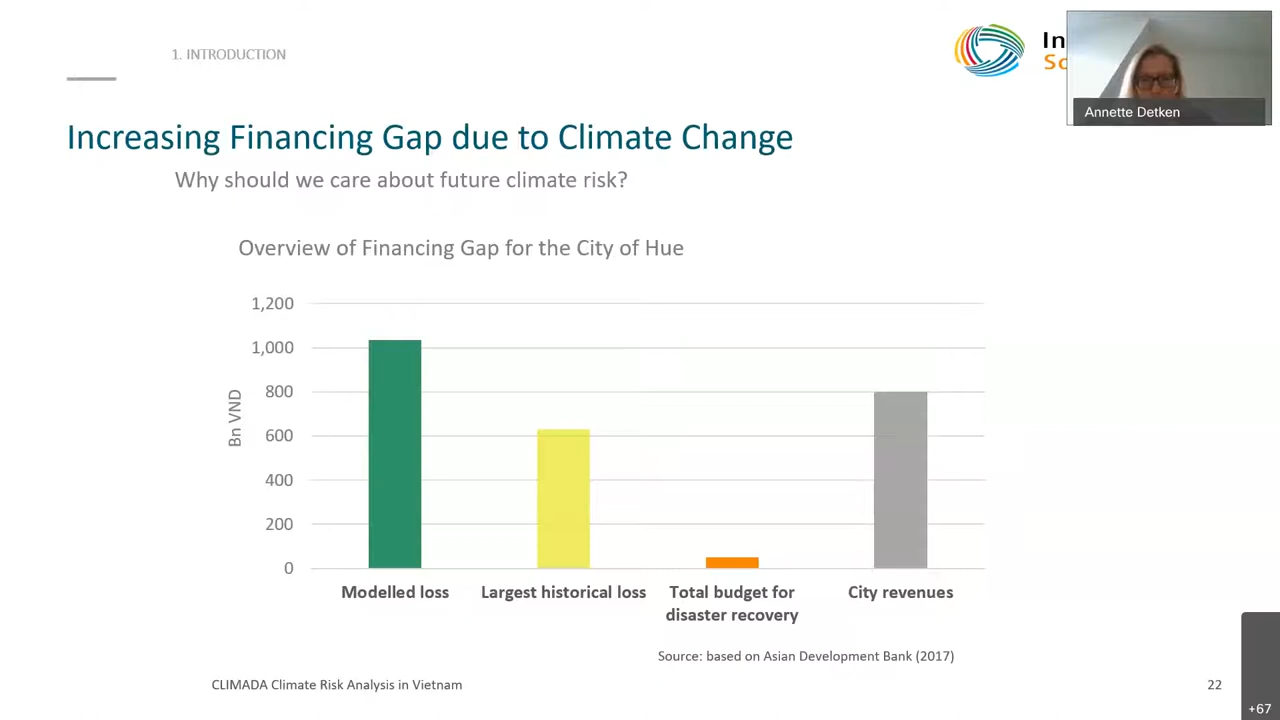 1. INTRODUCTION
In
Annette Detken
Increasing Financing Gap due to Climate Change
Why should we care about future climate risk?
Overview of Financing Gap for the City of Hue
1,200
1,000
800
600
400
200
0
Bn VND
Modelled loss
Largest historical loss
Total budget for
disaster recovery
City revenues
Source: based on Asian Development Bank (2017)
CLIMADA Climate Risk Analysis in Vietnam
22
+67